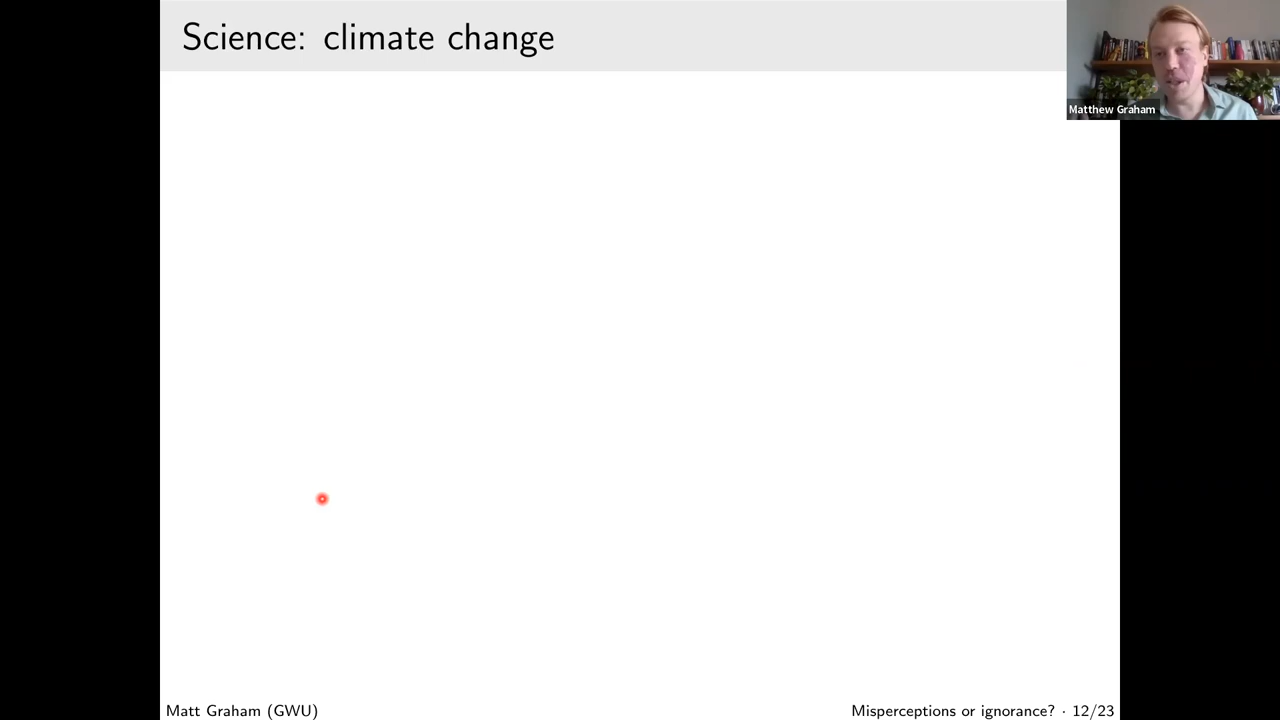 Science: climate change
Matthew Graham
Matt Graham (GWU)
Misperceptions or ignorance? · 12/23